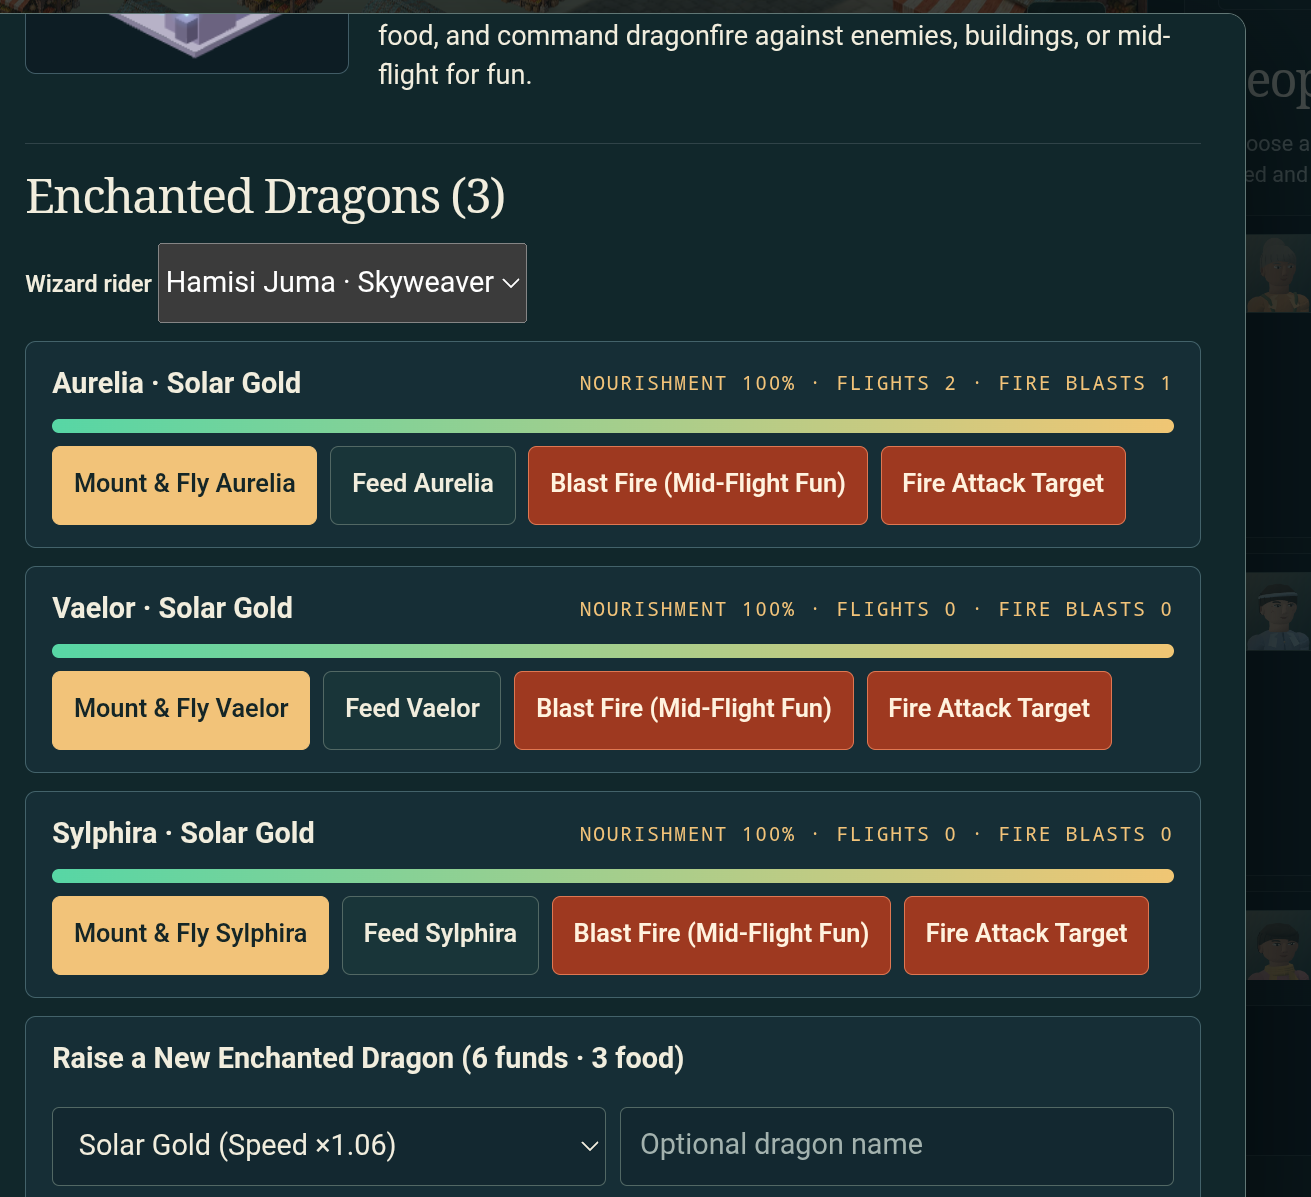 food, and command dragonfire against enemies, buildings, or mid-
flight for fun.
Enchanted Dragons (3)
Wizard rider
Hamisi Juma · Skyweaver
Aurelia · Solar Gold
NOURISHMENT 100% · FLIGHTS 2 · FIRE BLASTS 1
Mount & Fly Aurelia
Feed Aurelia
Blast Fire (Mid-Flight Fun)
Fire Attack Target
Vaelor · Solar Gold
NOURISHMENT 100% · FLIGHTS 0 · FIRE BLASTS 0
Mount & Fly Vaelor
Feed Vaelor
Blast Fire (Mid-Flight Fun)
Fire Attack Target
Sylphira · Solar Gold
NOURISHMENT 100% · FLIGHTS 0 · FIRE BLASTS 0
Mount & Fly Sylphira
Feed Sylphira
Blast Fire (Mid-Flight Fun)
Fire Attack Target
Raise a New Enchanted Dragon (6 funds · 3 food)
Solar Gold (Speed ×1.06)
Optional dragon name